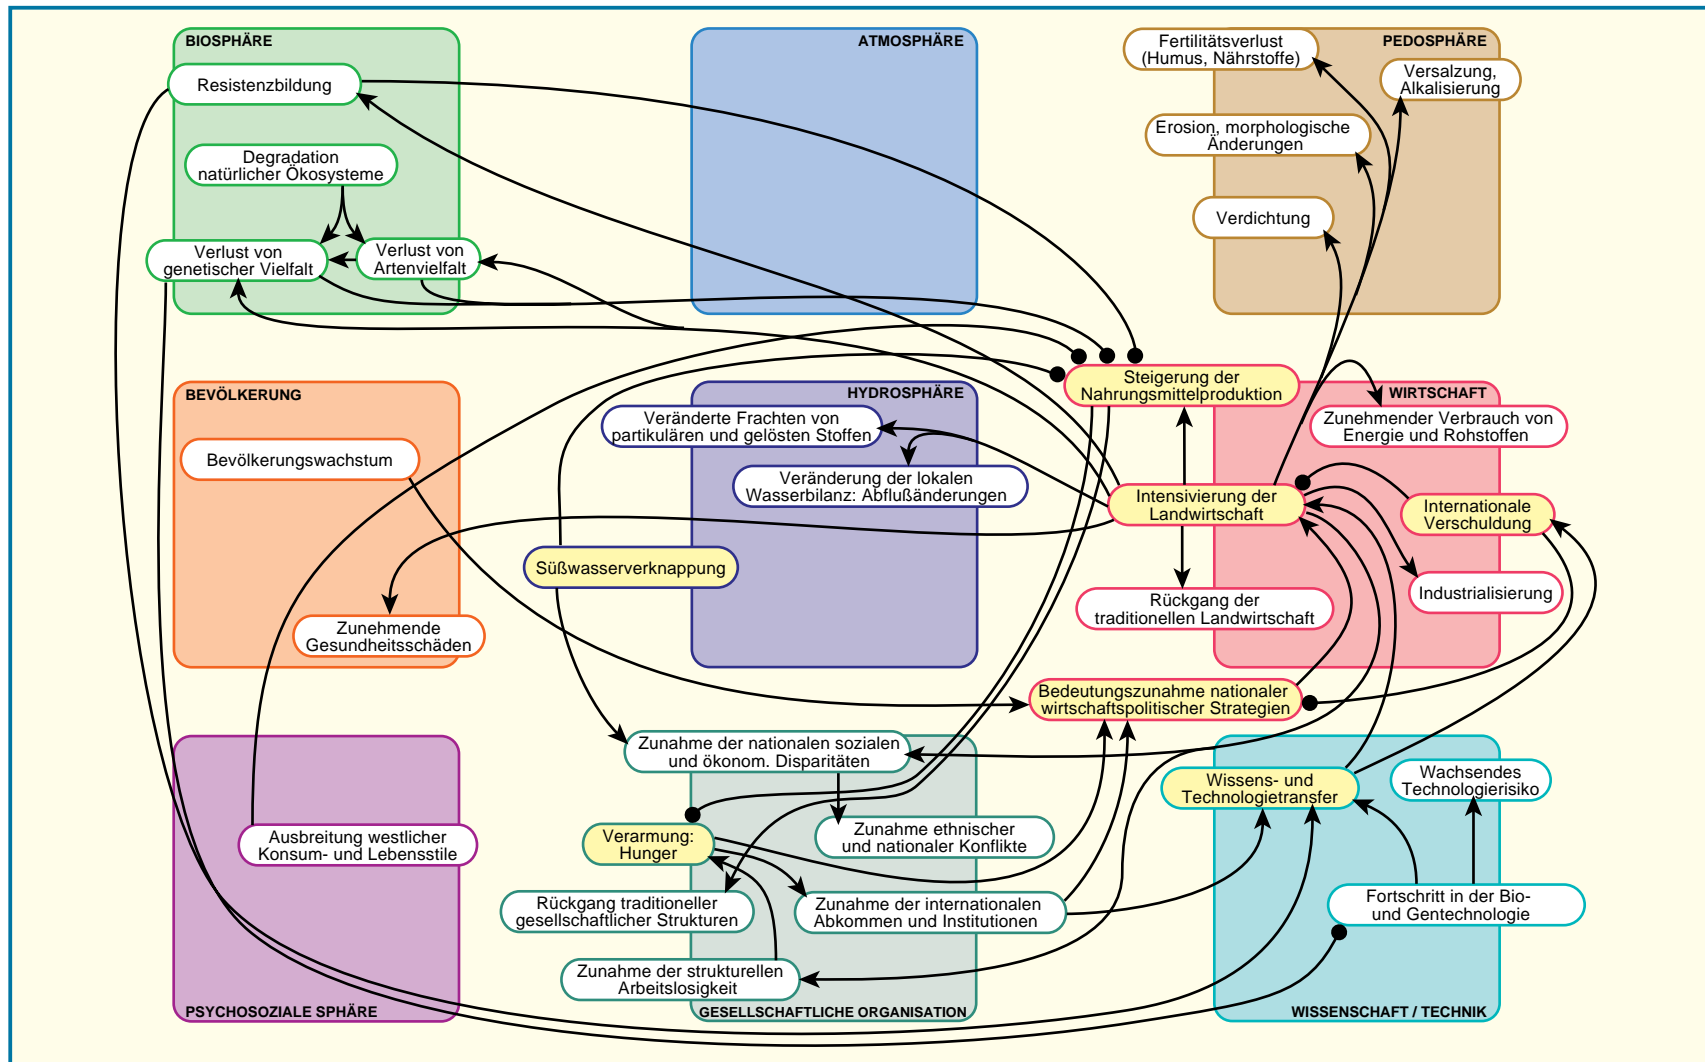 BIOSPHÄRE
Resistenzbildung
Degradation
natürlicher Ökosysteme
Verlust von
genetischer Vielfalt
Verlust von
Artenvielfalt
ATMOSPHÄRE
PEDOSPHÄRE
Fertilitätsverlust
(Humus, Nährstoffe)
Versalzung,
Alkalisierung
Erosion, morphologische
Änderungen
Verdichtung
BEVÖLKERUNG
Bevölkerungswachstum
Zunehmende
Gesundheitsschäden
HYDROSPHÄRE
Veränderte Frachten von
partikulären und gelösten Stoffen
Veränderung der lokalen
Wasserbilanz: Abflußänderungen
Süßwasserverknappung
WIRTSCHAFT
Steigerung der
Nahrungsmittelproduktion
Zunehmender Verbrauch von
Energie und Rohstoffen
Intensivierung der
Landwirtschaft
Internationale
Verschuldung
Industrialisierung
Rückgang der
traditionellen Landwirtschaft
Bedeutungszunahme nationaler
wirtschaftspolitischer Strategien
Ausbreitung westlicher
Konsum- und Lebensstile
PSYCHOSOZIALE SPHÄRE
Zunahme der nationalen sozialen
und ökonom. Disparitäten
Verarmung:
Hunger
Zunahme ethnischer
und nationaler Konflikte
Rückgang traditioneller
gesellschaftlicher Strukturen
Zunahme der internationalen
Abkommen und Institutionen
Zunahme der strukturellen
Arbeitslosigkeit
GESELLSCHAFTLICHE ORGANISATION
Wissens- und
Technologietransfer
Wachsendes
Technologierisiko
Fortschritt in der Bio-
und Gentechnologie
WISSENSCHAFT / TECHNIK